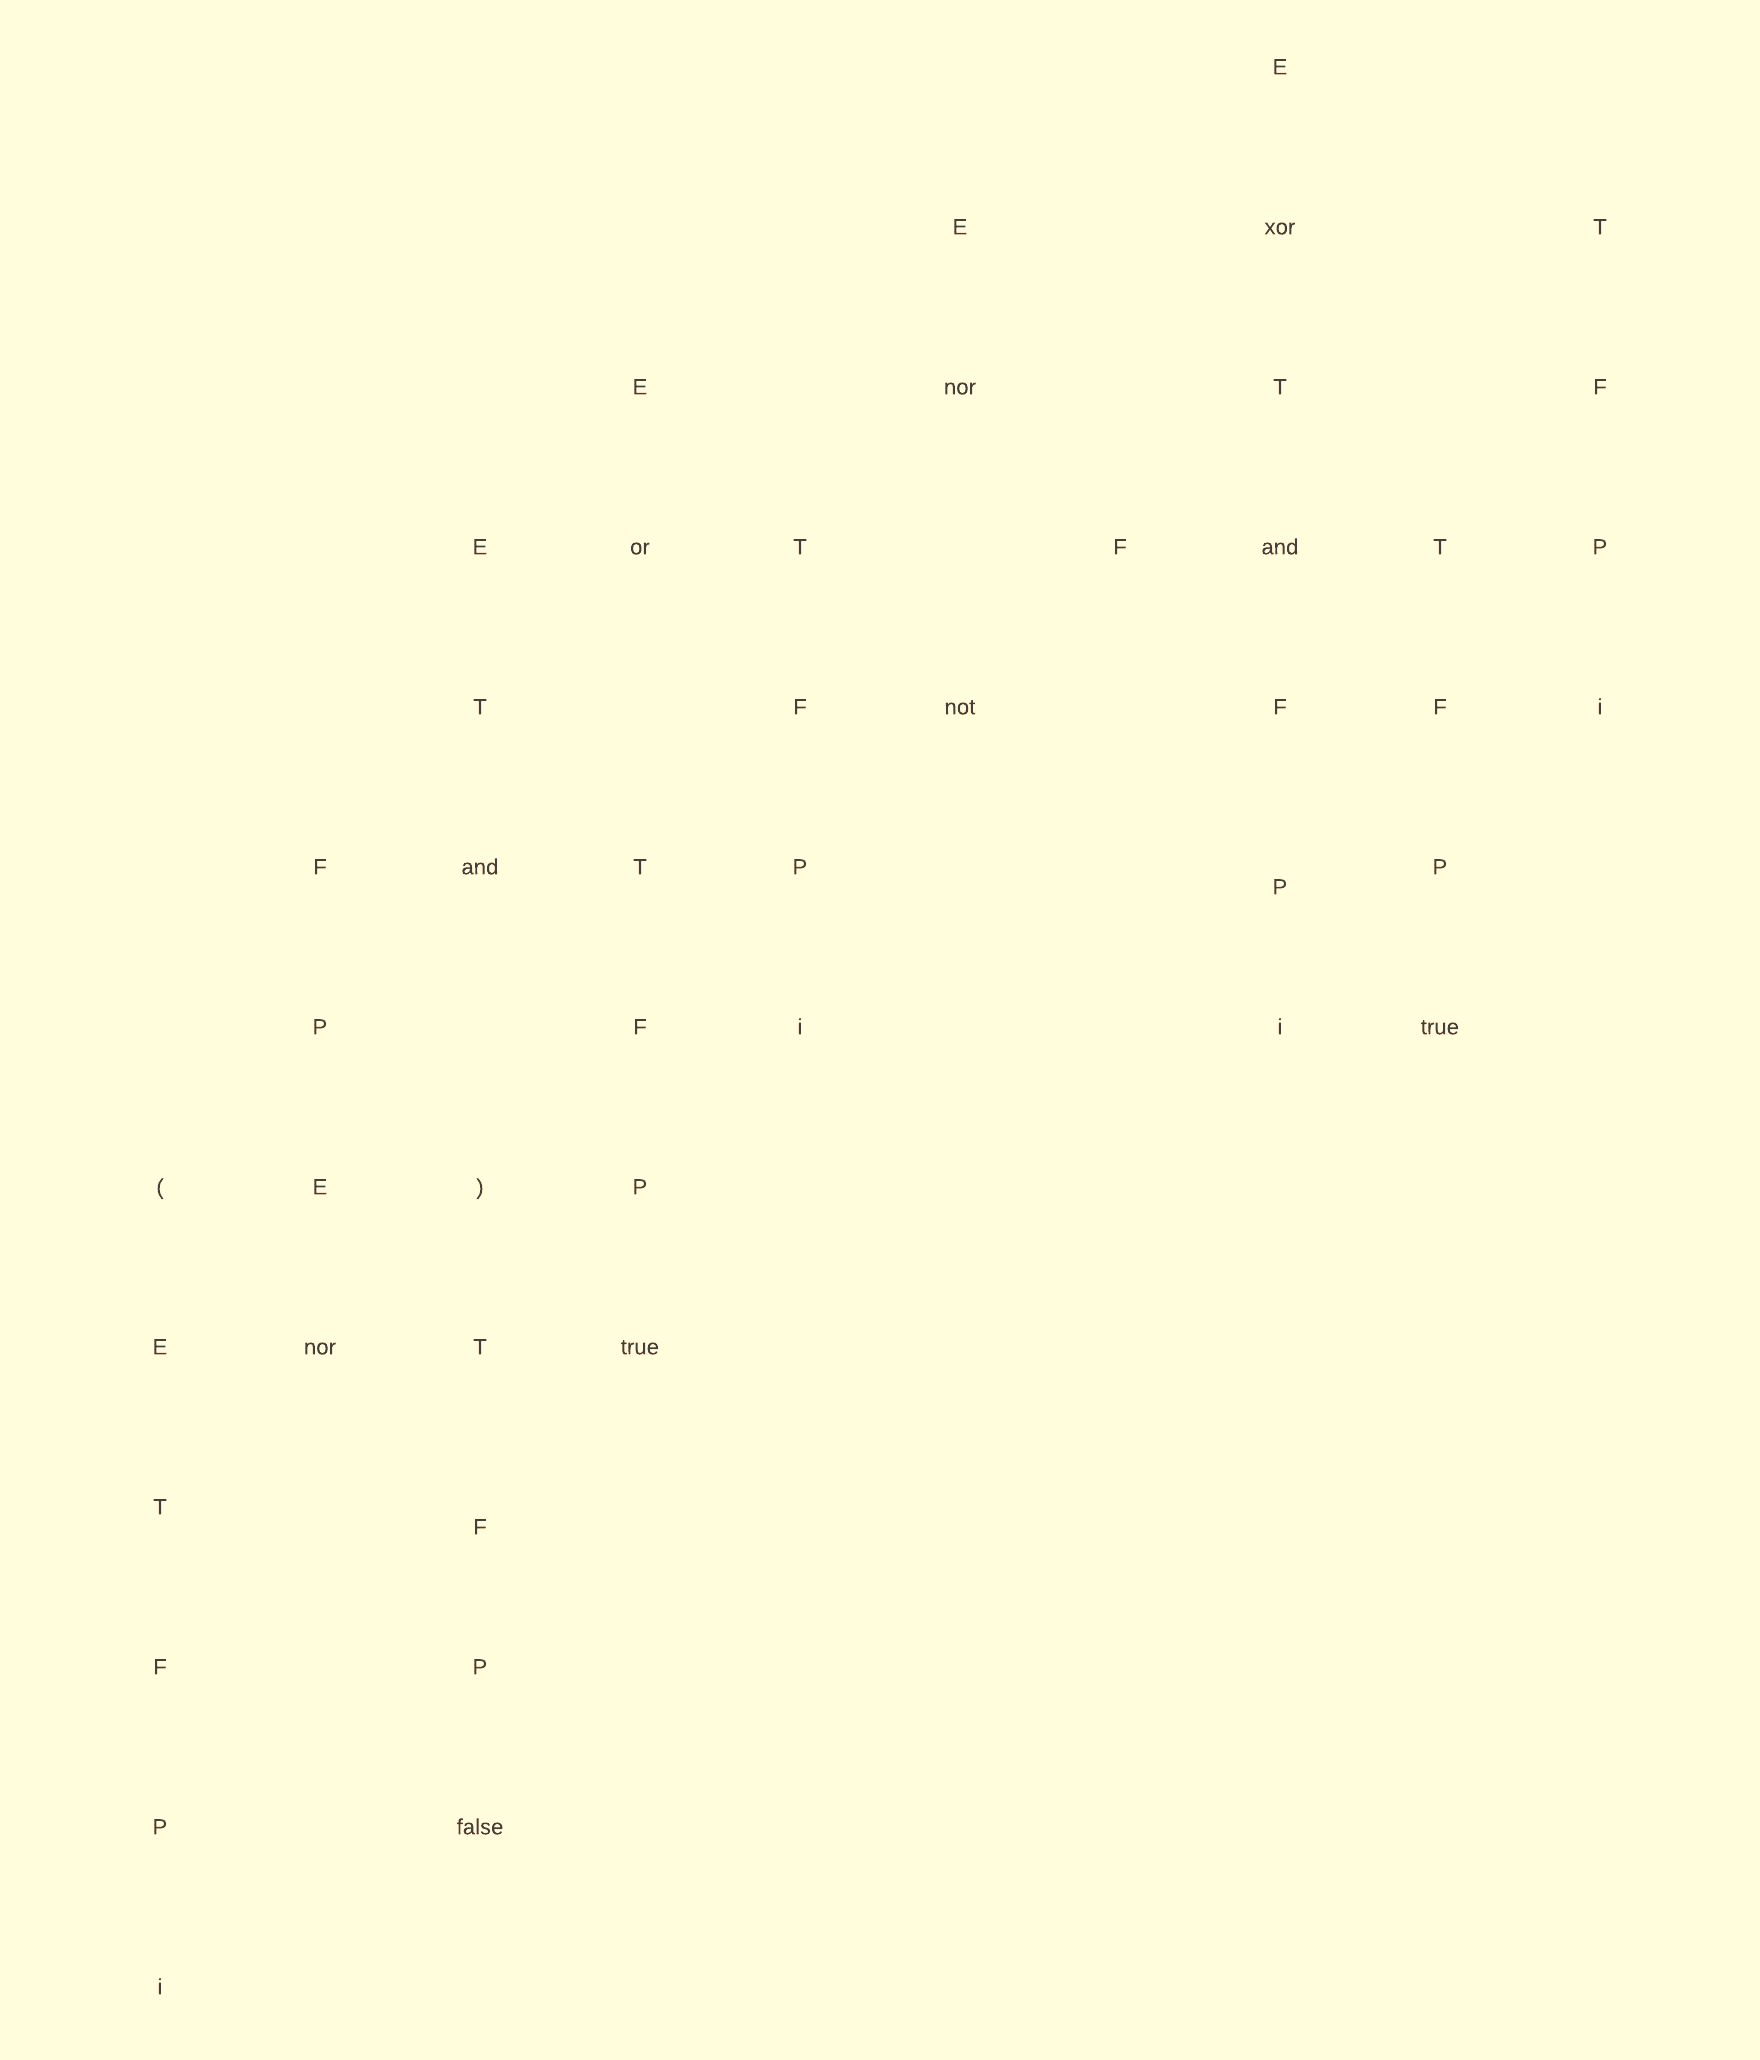 E
E xor T
E nor T F
E or T F and T P
T F not F F i
F and T P P
P
P F i i true
( E ) P
E nor T true
T
F
F P
P false
i